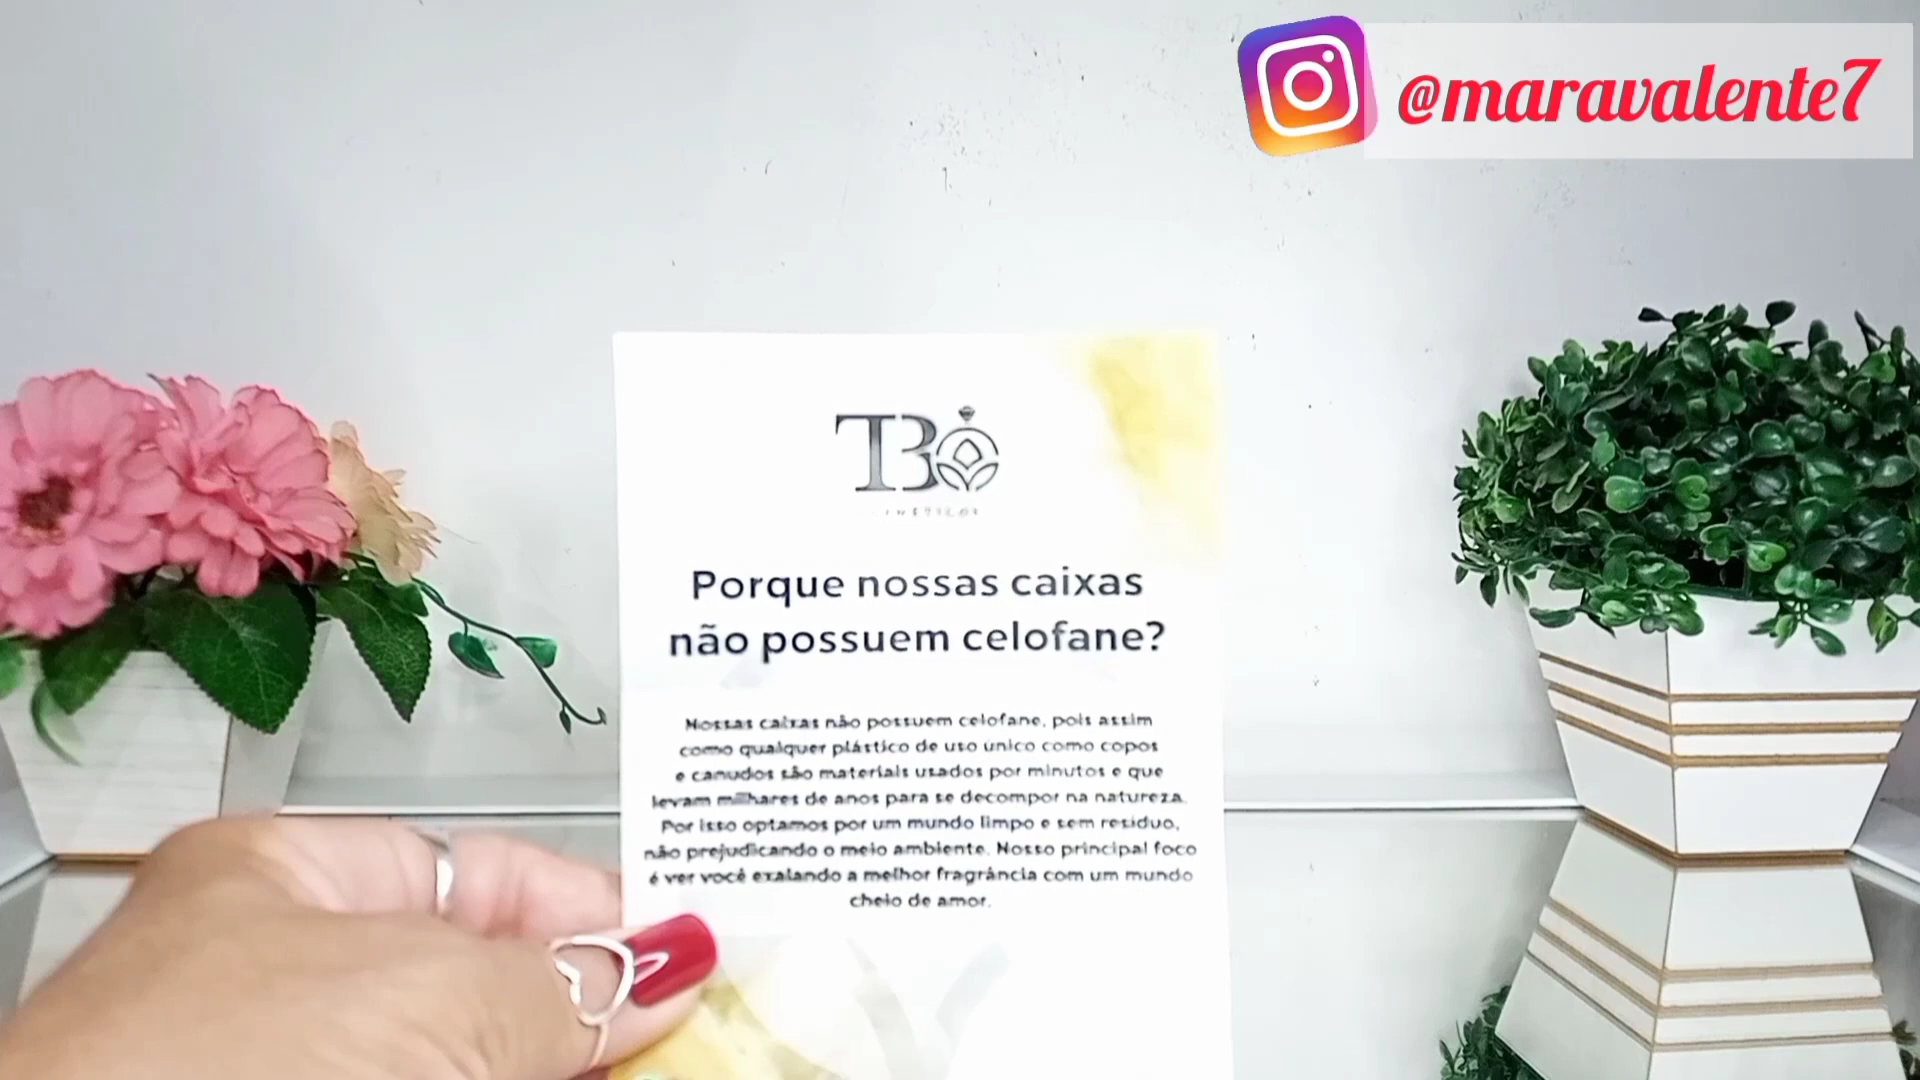 @maravalente7
TBÔ
Porque nossas caixas
não possuem celofane?
Nossas caixas não possuem celofane, pois assim
como qualquer plástico de uso único como copos
e canudos são materiais usados por minutos e que
levam milhares de anos para se decompor na natureza.
Por isso optamos por um mundo limpo e sem resíduo,
não prejudicando o meio ambiente. Nosso principal foco
é ver você exalando a melhor fragrância com um mundo
cheio de amor.